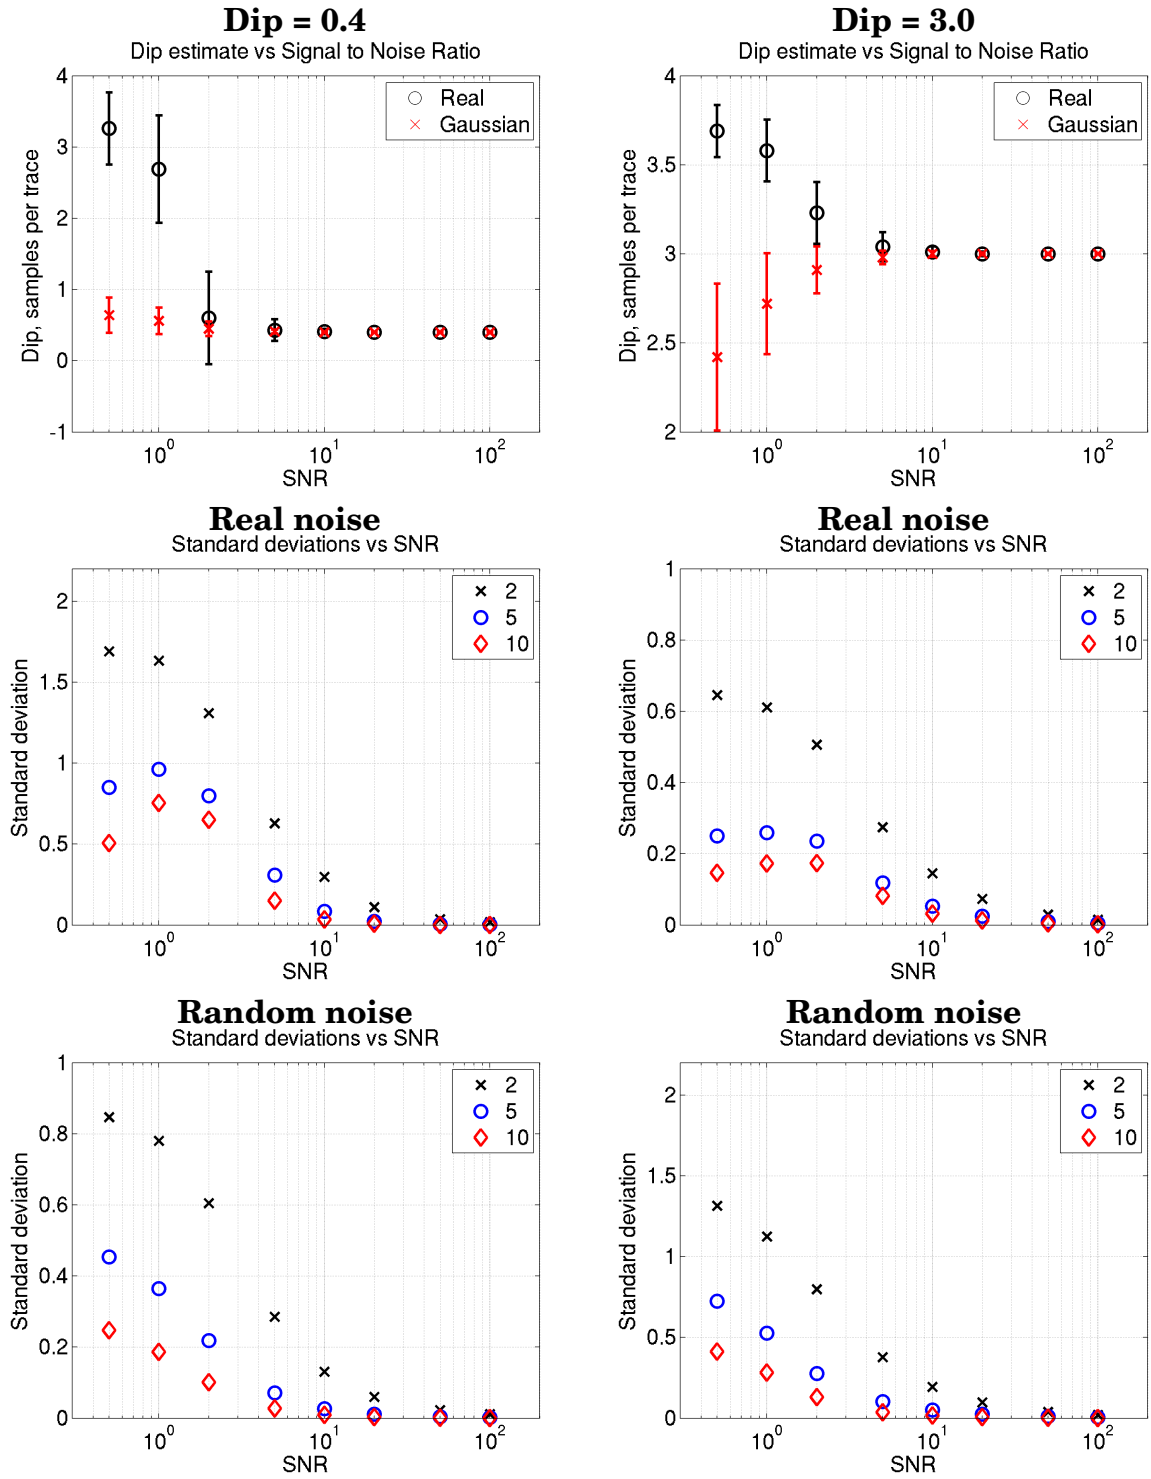 Dip = 0.4
Dip estimate vs Signal to Noise Ratio
Real
Gaussian
Dip, samples per trace
4
3
2
1
0
-1
10^0 10^1 10^2
SNR
Dip = 3.0
Dip estimate vs Signal to Noise Ratio
Real
Gaussian
Dip, samples per trace
4
3.5
3
2.5
2
10^0 10^1 10^2
SNR
Real noise
Standard deviations vs SNR
2
5
10
Standard deviation
2
1.5
1
0.5
0
10^0 10^1 10^2
SNR
Real noise
Standard deviations vs SNR
2
5
10
Standard deviation
1
0.8
0.6
0.4
0.2
0
10^0 10^1 10^2
SNR
Random noise
Standard deviations vs SNR
2
5
10
Standard deviation
1
0.8
0.6
0.4
0.2
0
10^0 10^1 10^2
SNR
Random noise
Standard deviations vs SNR
2
5
10
Standard deviation
2
1.5
1
0.5
0
10^0 10^1 10^2
SNR